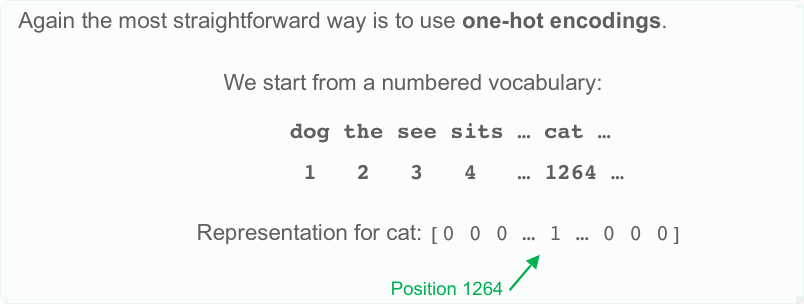 Again the most straightforward way is to use one-hot encodings.
We start from a numbered vocabulary:
dog the see sits … cat …
1 2 3 4 … 1264 …
Representation for cat: [0 0 0 … 1 … 0 0 0]
Position 1264